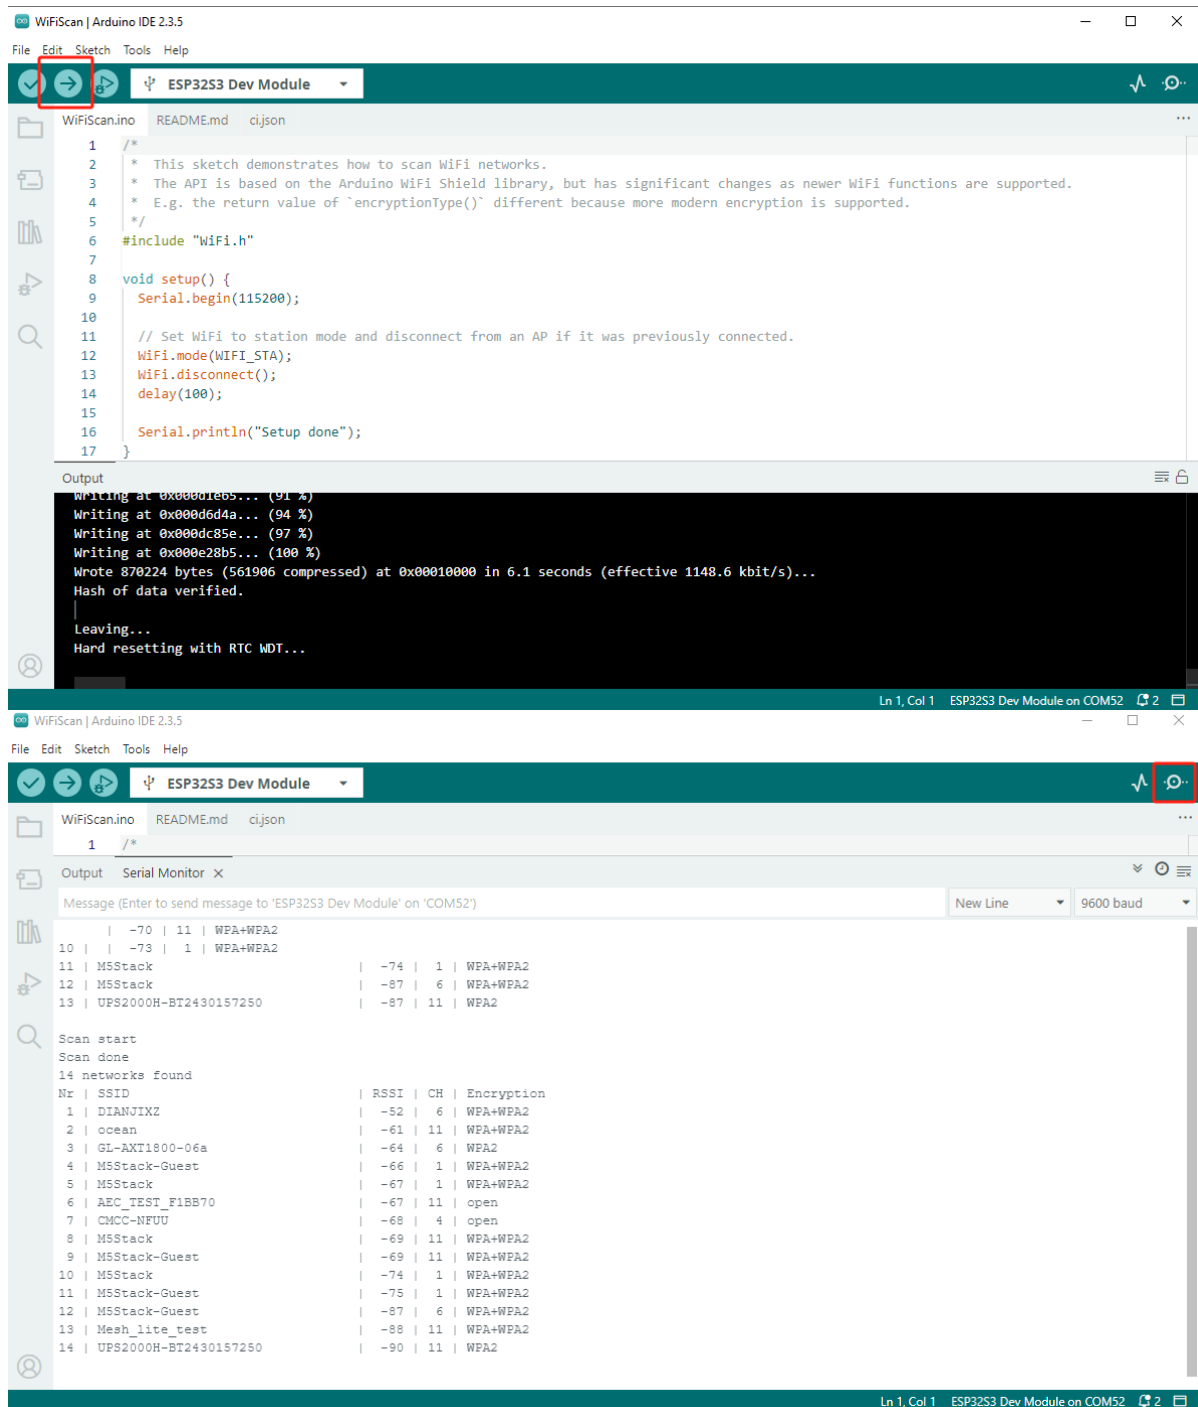 WiFiScan | Arduino IDE 2.3.5
File Edit Sketch Tools Help
ESP32S3 Dev Module
WiFiScan.ino README.md ci.json
1 /*
2 * This sketch demonstrates how to scan WiFi networks.
3 * The API is based on the Arduino WiFi Shield library, but has significant changes as newer WiFi functions are supported.
4 * E.g. the return value of `encryptionType()` different because more modern encryption is supported.
5 */
6 #include "WiFi.h"
7
8 void setup() {
9 Serial.begin(115200);
10
11 // Set WiFi to station mode and disconnect from an AP if it was previously connected.
12 WiFi.mode(WIFI_STA);
13 WiFi.disconnect();
14 delay(100);
15
16 Serial.println("Setup done");
17 }
Output
Writing at 0x000d1e65... (91 %)
Writing at 0x000d6d4a... (94 %)
Writing at 0x000dc85e... (97 %)
Writing at 0x000e28b5... (100 %)
Wrote 870224 bytes (561906 compressed) at 0x00010000 in 6.1 seconds (effective 1148.6 kbit/s)...
Hash of data verified.
Leaving...
Hard resetting with RTC WDT...
Ln 1, Col 1 ESP32S3 Dev Module on COM52 2
WiFiScan | Arduino IDE 2.3.5
File Edit Sketch Tools Help
ESP32S3 Dev Module
WiFiScan.ino README.md ci.json
1 /*
Output Serial Monitor
Message (Enter to send message to 'ESP32S3 Dev Module' on 'COM52') New Line 9600 baud
| -70 | 11 | WPA+WPA2
10 | | -73 | 1 | WPA+WPA2
11 | M5Stack | -74 | 1 | WPA+WPA2
12 | M5Stack | -87 | 6 | WPA+WPA2
13 | UPS2000H-BT2430157250 | -87 | 11 | WPA2
Scan start
Scan done
14 networks found
Nr | SSID | RSSI | CH | Encryption
1 | DIANJIXZ | -52 | 6 | WPA+WPA2
2 | ocean | -61 | 11 | WPA+WPA2
3 | GL-AXT1800-06a | -64 | 6 | WPA2
4 | M5Stack-Guest | -66 | 1 | WPA+WPA2
5 | M5Stack | -67 | 1 | WPA+WPA2
6 | AEC_TEST_F1BB70 | -67 | 11 | open
7 | CMCC-NFUU | -68 | 4 | open
8 | M5Stack | -69 | 11 | WPA+WPA2
9 | M5Stack-Guest | -69 | 11 | WPA+WPA2
10 | M5Stack | -74 | 1 | WPA+WPA2
11 | M5Stack-Guest | -75 | 1 | WPA+WPA2
12 | M5Stack-Guest | -87 | 6 | WPA+WPA2
13 | Mesh_lite_test | -88 | 11 | WPA+WPA2
14 | UPS2000H-BT2430157250 | -90 | 11 | WPA2
Ln 1, Col 1 ESP32S3 Dev Module on COM52 2